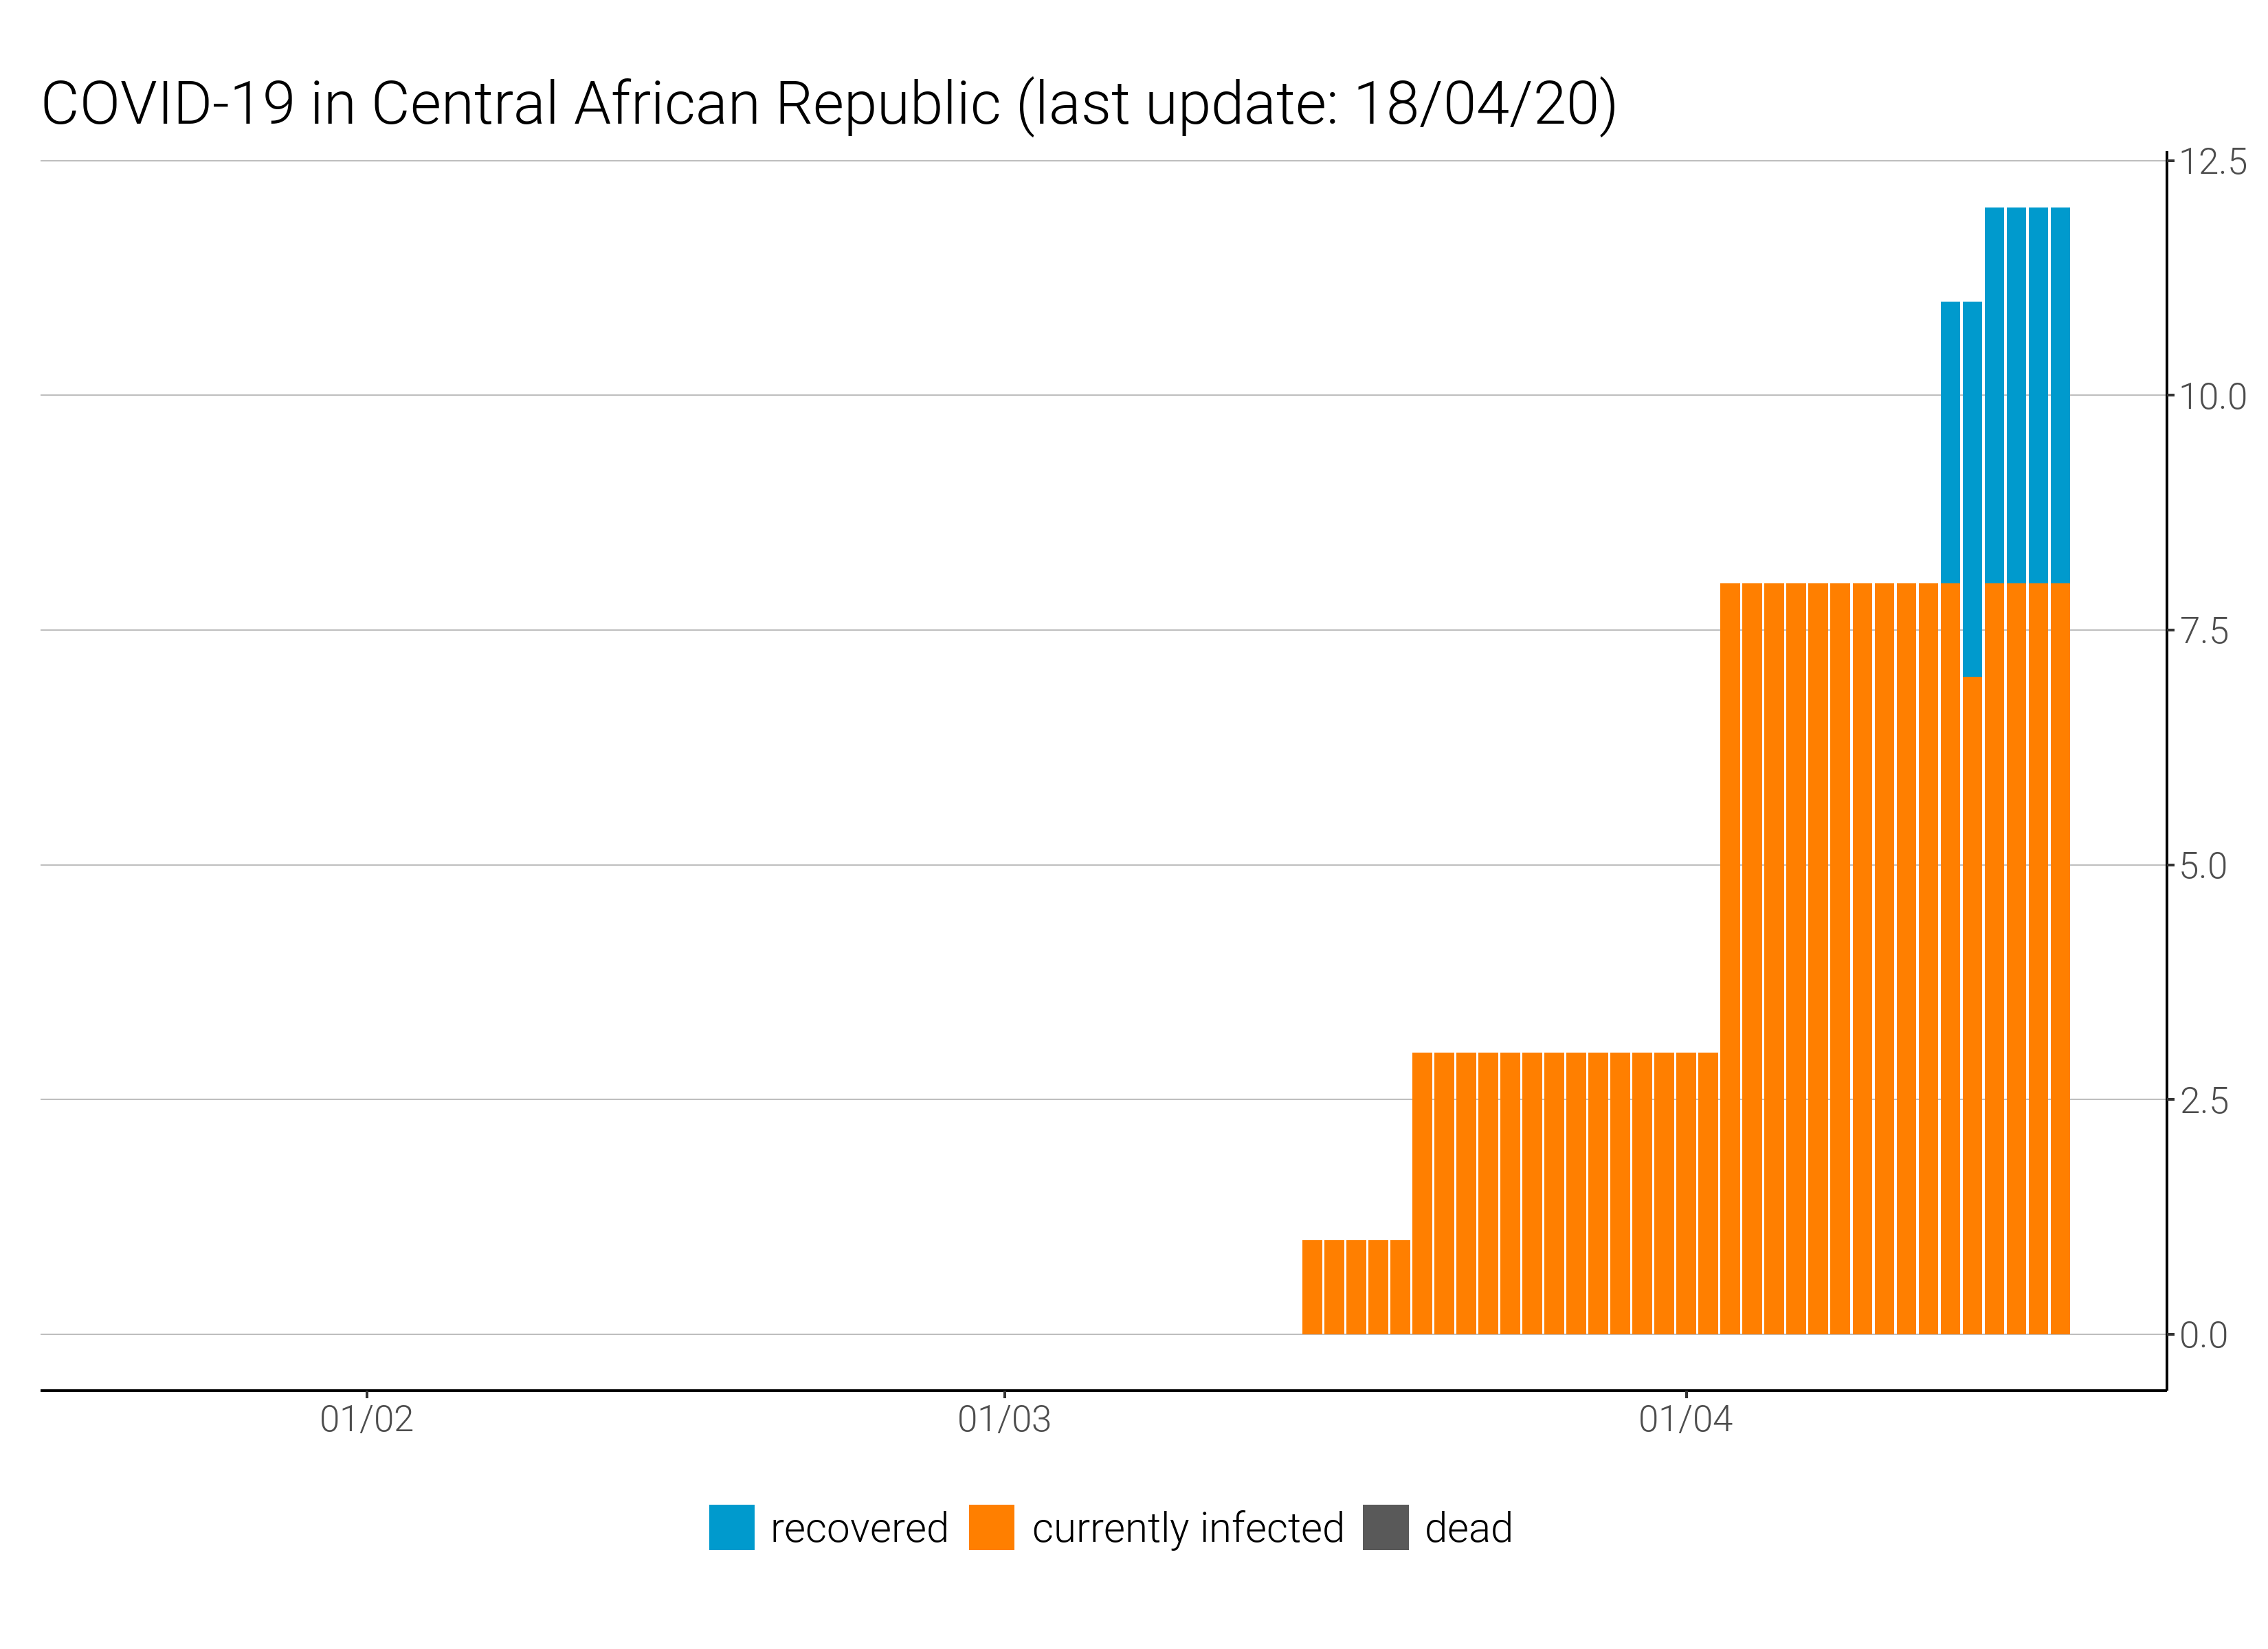 COVID-19 in Central African Republic (last update: 18/04/20)
12.5
10.0
7.5
5.0
2.5
0.0
01/02 01/03 01/04
recovered currently infected dead